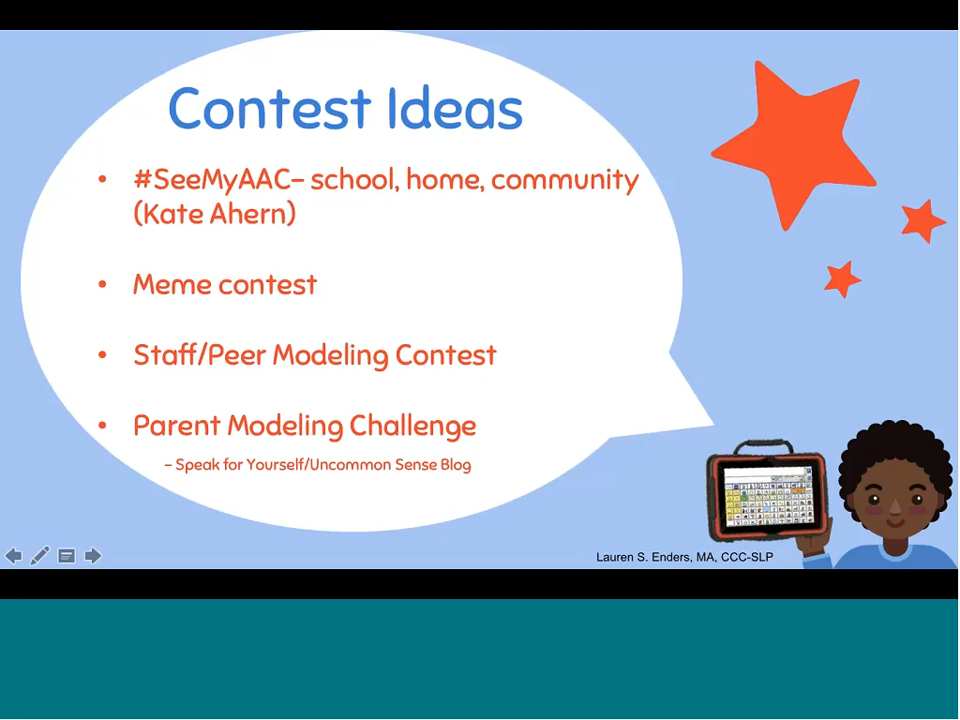 Contest Ideas
• #SeeMyAAC– school, home, community
(Kate Ahern)
• Meme contest
• Staff/Peer Modeling Contest
• Parent Modeling Challenge
– Speak for Yourself/Uncommon Sense Blog
Lauren S. Enders, MA, CCC-SLP